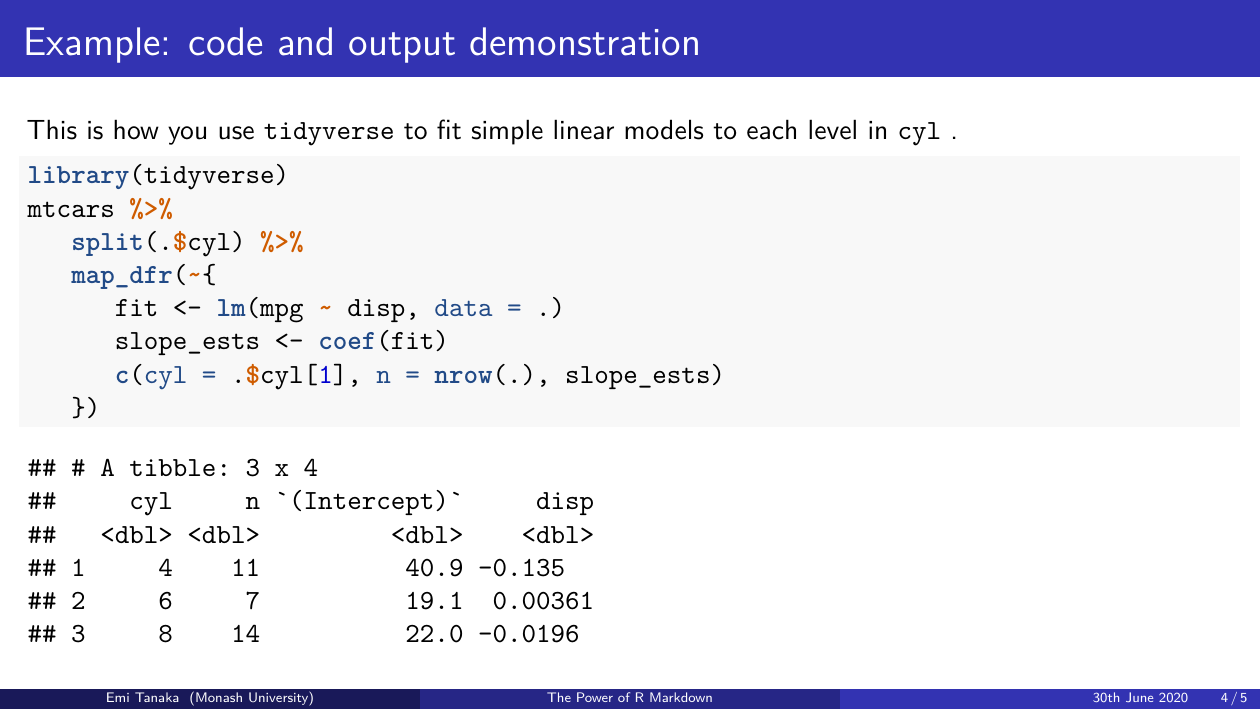 Example: code and output demonstration
This is how you use tidyverse to fit simple linear models to each level in cyl .
library(tidyverse)
mtcars %>%
   split(.$cyl) %>%
   map_dfr(~{
      fit <- lm(mpg ~ disp, data = .)
      slope_ests <- coef(fit)
      c(cyl = .$cyl[1], n = nrow(.), slope_ests)
   })
## # A tibble: 3 x 4
##     cyl     n `(Intercept)`     disp
##   <dbl> <dbl>         <dbl>    <dbl>
## 1     4    11          40.9 -0.135
## 2     6     7          19.1  0.00361
## 3     8    14          22.0 -0.0196
Emi Tanaka (Monash University) The Power of R Markdown 30th June 2020 4 / 5